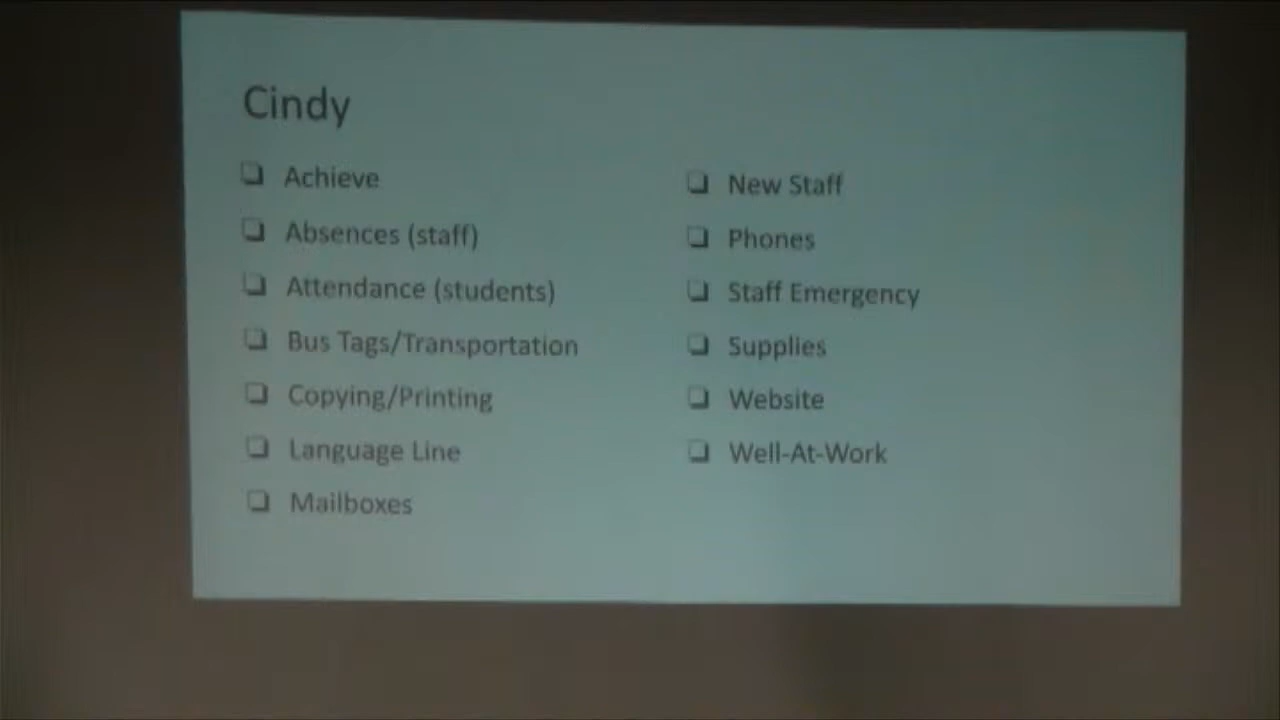 Cindy
Achieve
Absences (staff)
Attendance (students)
Bus Tags/Transportation
Copying/Printing
Language Line
Mailboxes
New Staff
Phones
Staff Emergency
Supplies
Website
Well-At-Work